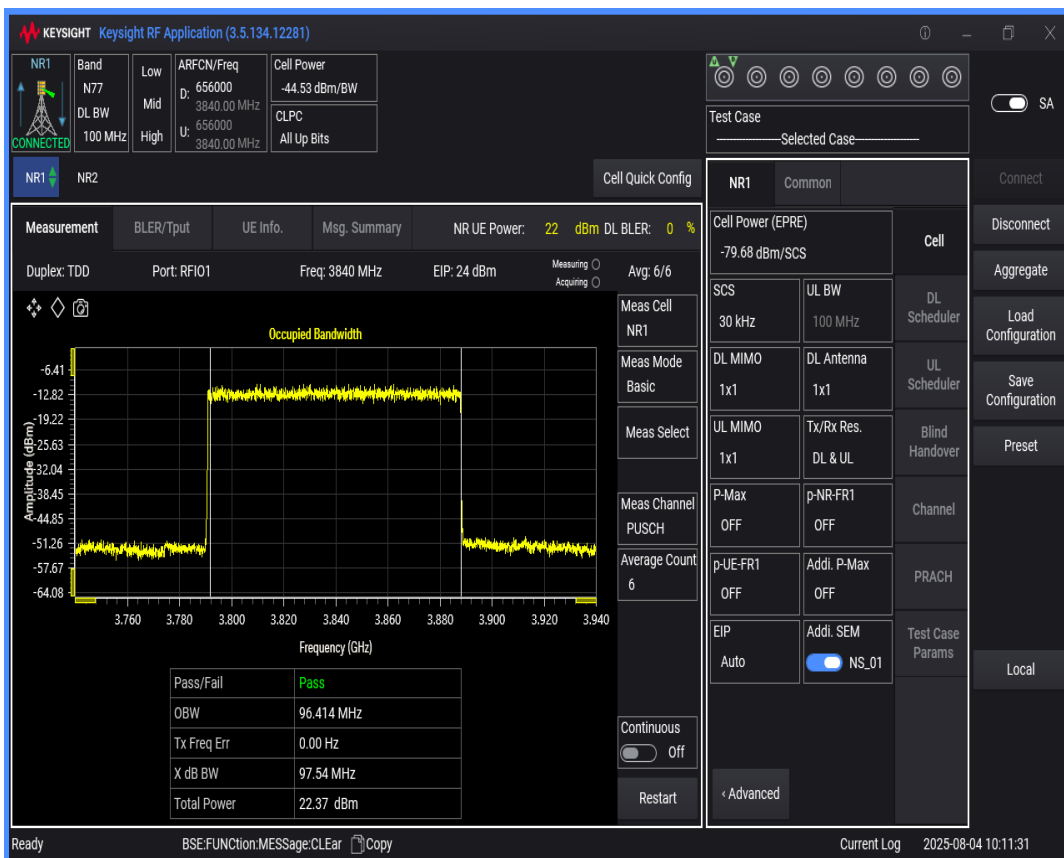 KEYSIGHT Keysight RF Application (3.5.134.12281)
NR1
CONNECTED
Band
N77
DL BW
100 MHz
Low
Mid
High
ARFCN/Freq
D: 656000
3840.00 MHz
U: 656000
3840.00 MHz
Cell Power
-44.53 dBm/BW
CLPC
All Up Bits
Test Case
Selected Case
SA
NR1 NR2 Cell Quick Config
Measurement BLER/Tput UE Info. Msg. Summary NR UE Power: 22 dBm DL BLER: 0 %
Duplex: TDD Port: RFIO1 Freq: 3840 MHz EIP: 24 dBm Measuring Acquiring Avg: 6/6
Occupied Bandwidth
Amplitude (dBm)
-6.41
-12.82
-19.22
-25.63
-32.04
-38.45
-44.85
-51.26
-57.67
-64.08
3.760 3.780 3.800 3.820 3.840 3.860 3.880 3.900 3.920 3.940
Frequency (GHz)
Pass/Fail Pass
OBW 96.414 MHz
Tx Freq Err 0.00 Hz
X dB BW 97.54 MHz
Total Power 22.37 dBm
Meas Cell
NR1
Meas Mode
Basic
Meas Select
Meas Channel
PUSCH
Average Count
6
Continuous
Off
Restart
NR1 Common
Cell Power (EPRE)
-79.68 dBm/SCS
SCS
30 kHz
UL BW
100 MHz
DL MIMO
1x1
DL Antenna
1x1
UL MIMO
1x1
Tx/Rx Res.
DL & UL
P-Max
OFF
p-NR-FR1
OFF
p-UE-FR1
OFF
Addi. P-Max
OFF
EIP
Auto
Addi. SEM
NS_01
‹ Advanced
Cell
DL
Scheduler
UL
Scheduler
Blind
Handover
Channel
PRACH
Test Case
Params
Connect
Disconnect
Aggregate
Load
Configuration
Save
Configuration
Preset
Local
Ready BSE:FUNCtion:MESSage:CLEar Copy Current Log 2025-08-04 10:11:31